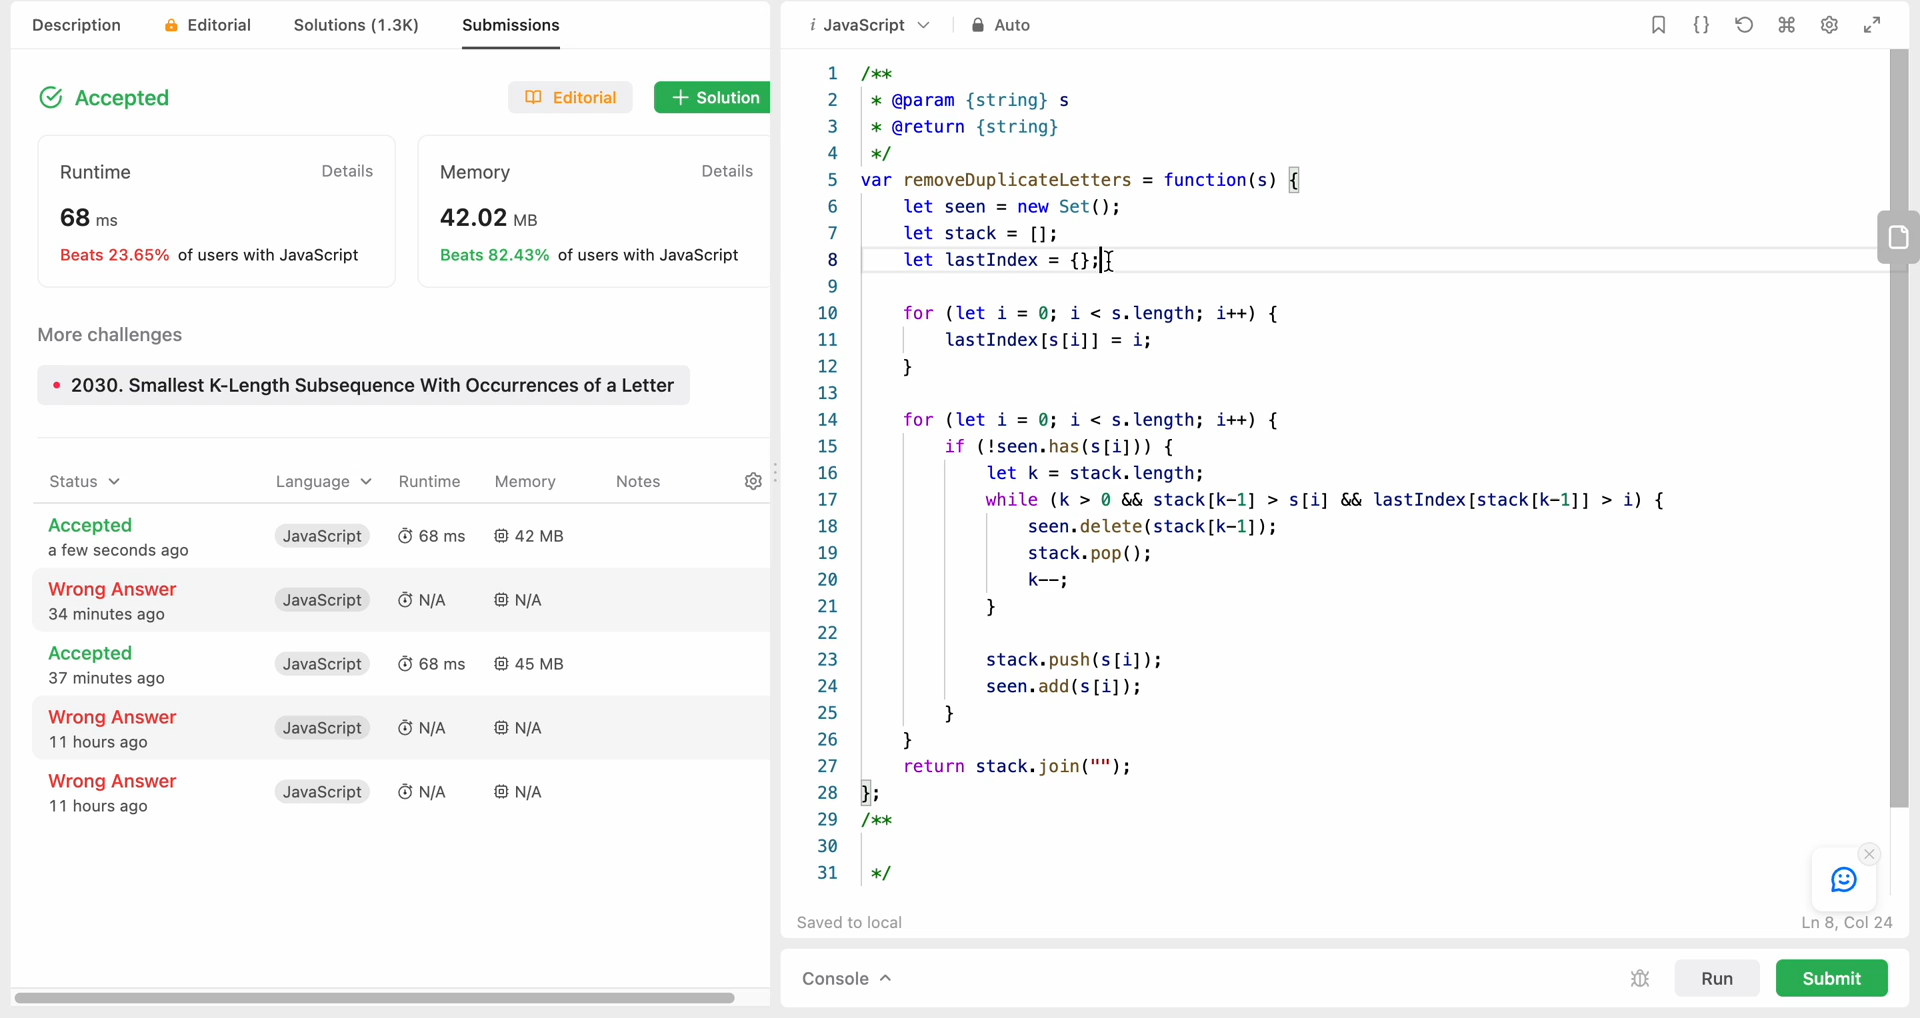 Description
Editorial
Solutions (1.3K)
Submissions
Accepted
Editorial
+ Solution
Runtime
Details
68 ms
Beats 23.65% of users with JavaScript
Memory
Details
42.02 MB
Beats 82.43% of users with JavaScript
More challenges
• 2030. Smallest K-Length Subsequence With Occurrences of a Letter
Status Language Runtime Memory Notes
Accepted
a few seconds ago
JavaScript 68 ms 42 MB
Wrong Answer
34 minutes ago
JavaScript N/A N/A
Accepted
37 minutes ago
JavaScript 68 ms 45 MB
Wrong Answer
11 hours ago
JavaScript N/A N/A
Wrong Answer
11 hours ago
JavaScript N/A N/A
i JavaScript
Auto
{}
1 /**
2  * @param {string} s
3  * @return {string}
4  */
5 var removeDuplicateLetters = function(s) {
6     let seen = new Set();
7     let stack = [];
8     let lastIndex = {};
9
10     for (let i = 0; i < s.length; i++) {
11         lastIndex[s[i]] = i;
12     }
13
14     for (let i = 0; i < s.length; i++) {
15         if (!seen.has(s[i])) {
16             let k = stack.length;
17             while (k > 0 && stack[k-1] > s[i] && lastIndex[stack[k-1]] > i) {
18                 seen.delete(stack[k-1]);
19                 stack.pop();
20                 k--;
21             }
22
23             stack.push(s[i]);
24             seen.add(s[i]);
25         }
26     }
27     return stack.join("");
28 };
29 /**
30
31  */
Saved to local
Ln 8, Col 24
Console
Run
Submit